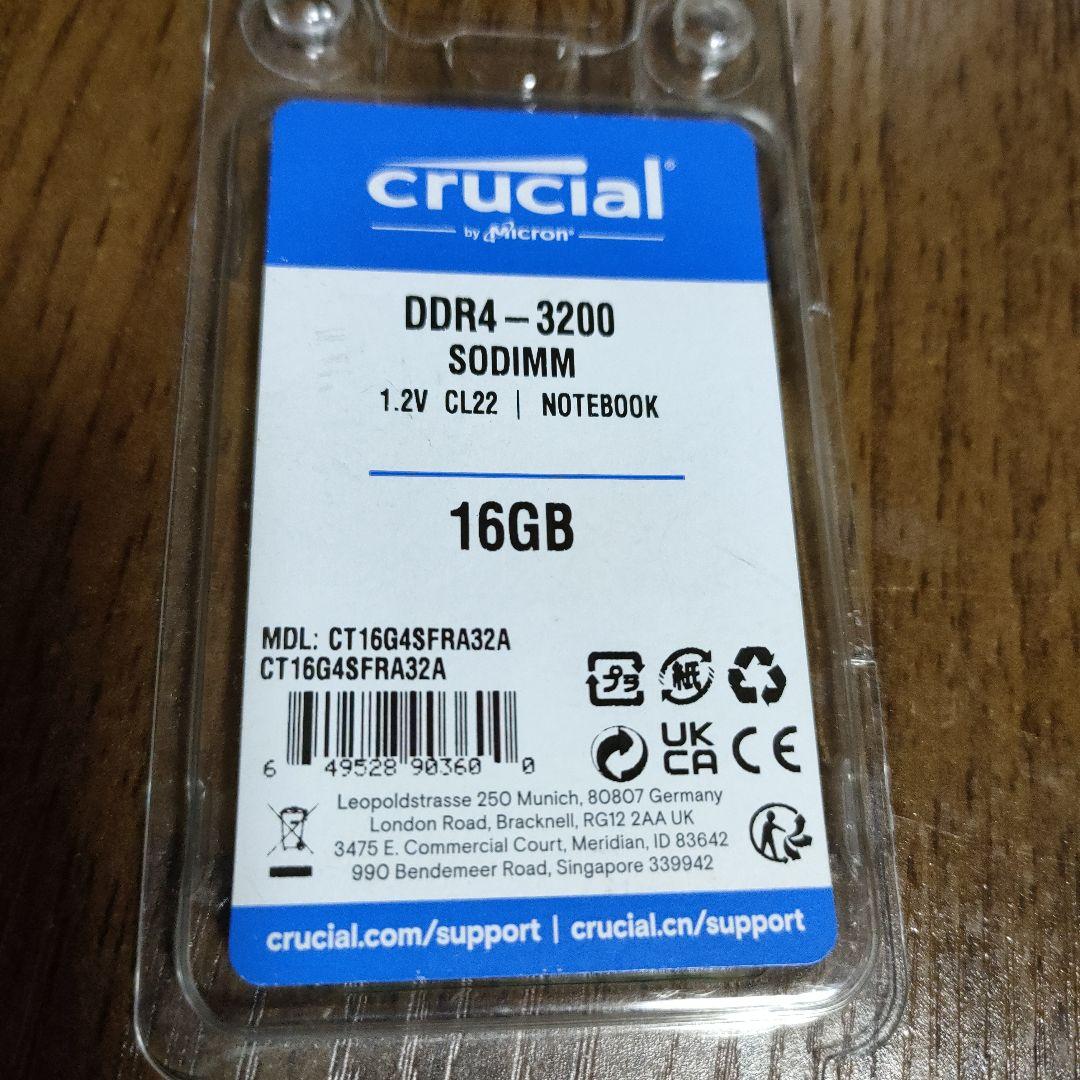 crucial®
by Micron®
DDR4–3200
SODIMM
1.2V CL22 | NOTEBOOK
16GB
MDL: CT16G4SFRA32A
CT16G4SFRA32A
プラ
紙
6 49528 90360 0
UK
CA
CE
Leopoldstrasse 250 Munich, 80807 Germany
London Road, Bracknell, RG12 2AA UK
3475 E. Commercial Court, Meridian, ID 83642
990 Bendemeer Road, Singapore 339942
crucial.com/support | crucial.cn/support